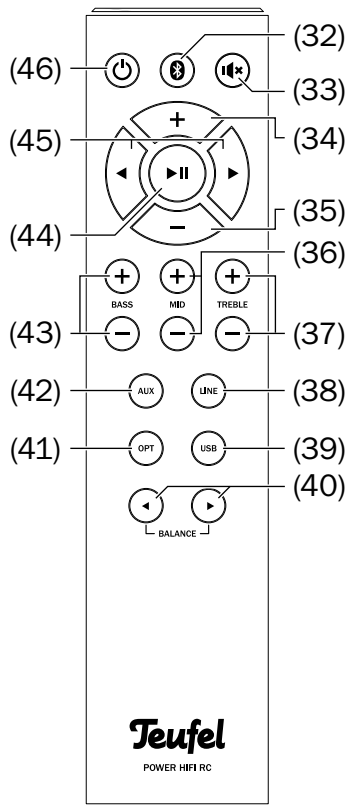 (46)
(32)
(33)
(45)
(34)
(44)
(35)
(36)
BASS MID TREBLE
(43)
(37)
(42)
AUX LINE
(38)
(41)
OPT USB
(39)
(40)
BALANCE
Teufel
POWER HIFI RC